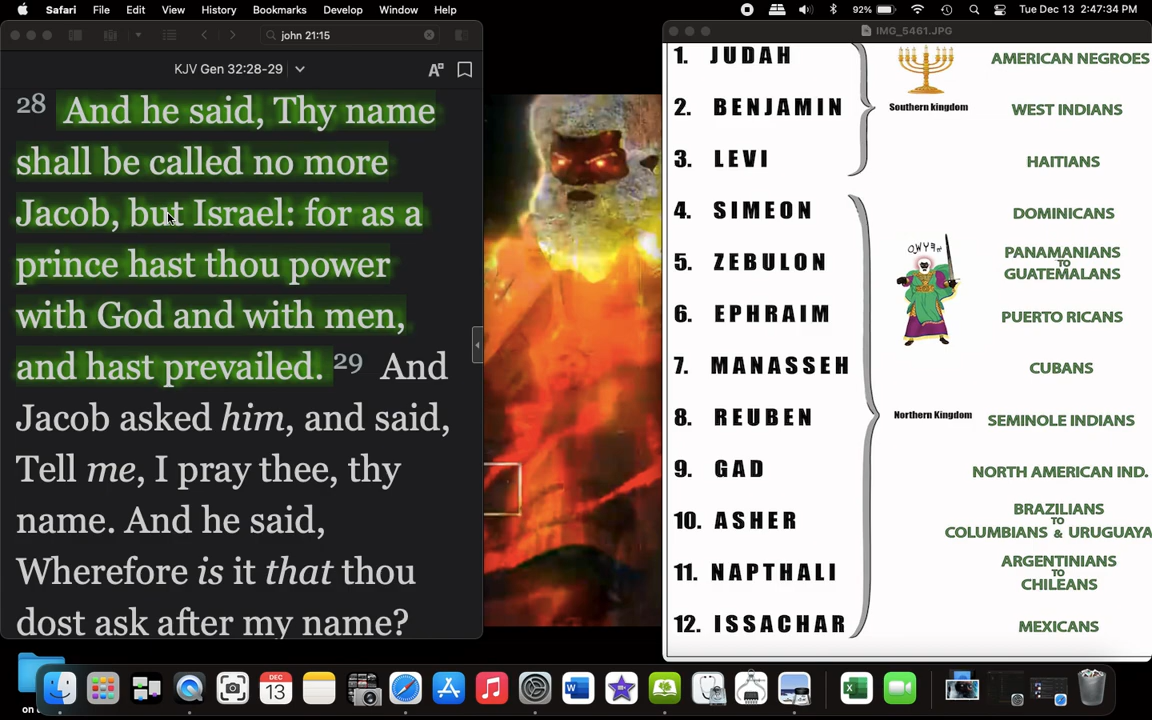 Safari File Edit View History Bookmarks Develop Window Help 92% Tue Dec 13 2:47:34 PM
john 21:15
KJV Gen 32:28-29
28 And he said, Thy name
shall be called no more
Jacob, but Israel: for as a
prince hast thou power
with God and with men,
and hast prevailed. 29 And
Jacob asked him, and said,
Tell me, I pray thee, thy
name. And he said,
Wherefore is it that thou
dost ask after my name?
IMG_5461.JPG
1. JUDAH
2. BENJAMIN
3. LEVI
4. SIMEON
5. ZEBULON
6. EPHRAIM
7. MANASSEH
8. REUBEN
9. GAD
10. ASHER
11. NAPTHALI
12. ISSACHAR
Southern kingdom
Northern Kingdom
AMERICAN NEGROES
WEST INDIANS
HAITIANS
DOMINICANS
PANAMANIANS
TO
GUATEMALANS
PUERTO RICANS
CUBANS
SEMINOLE INDIANS
NORTH AMERICAN IND.
BRAZILIANS
TO
COLUMBIANS & URUGUAYA
ARGENTINIANS
TO
CHILEANS
MEXICANS
on
DEC
13